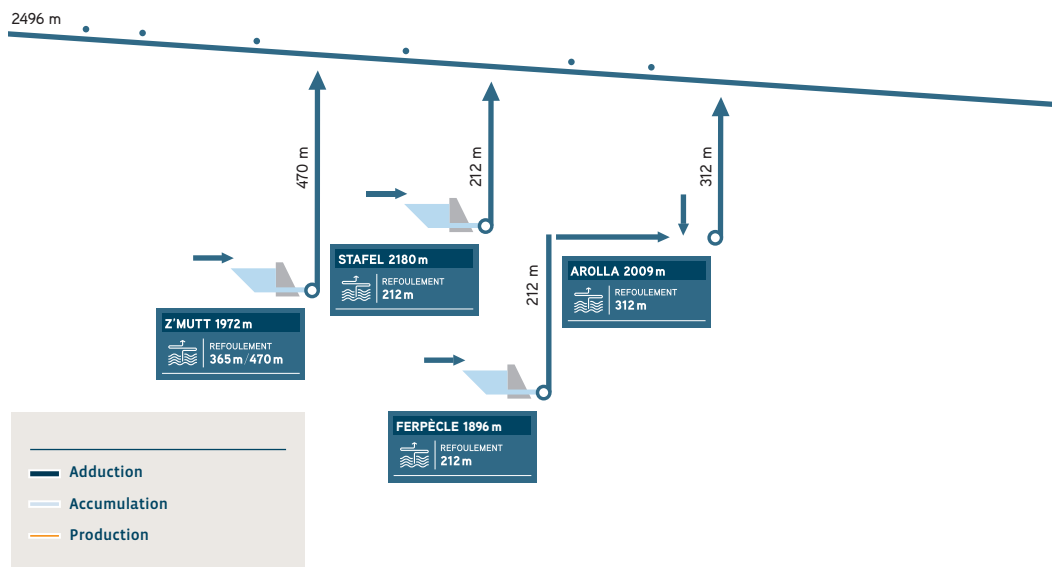 2496 m
470 m
212 m
312 m
212 m
STAFEL 2180 m
REFOULEMENT
212 m
AROLLA 2009 m
REFOULEMENT
312 m
Z'MUTT 1972 m
REFOULEMENT
365 m/470 m
FERPÈCLE 1896 m
REFOULEMENT
212 m
Adduction
Accumulation
Production